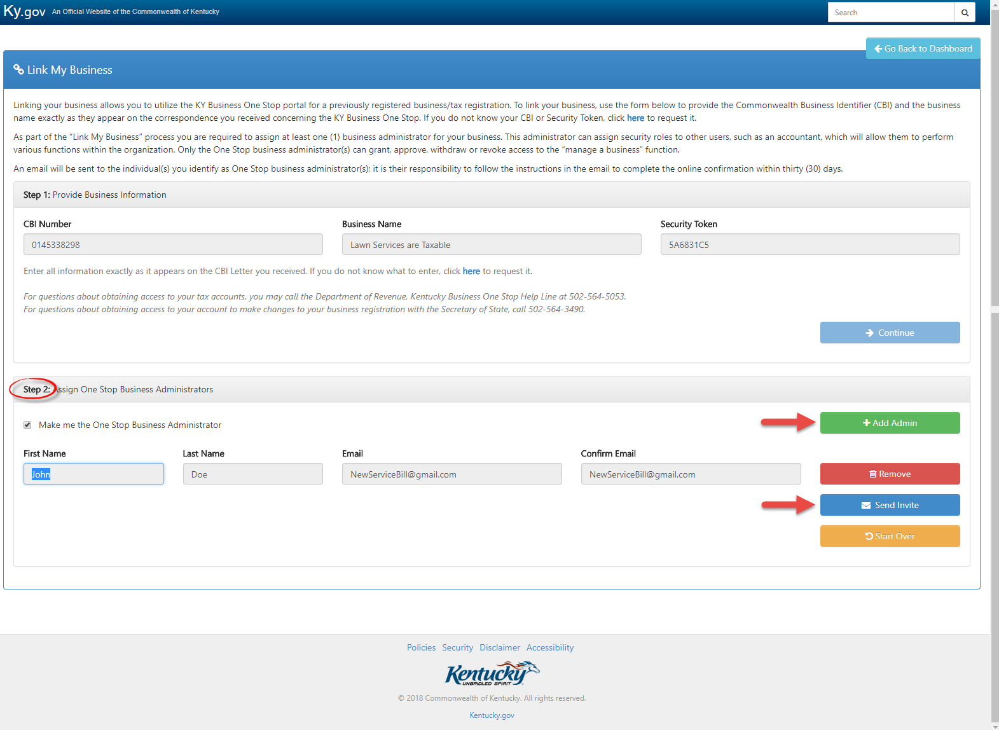 Ky.gov An Official Website of the Commonwealth of Kentucky
Search
Go Back to Dashboard
Link My Business
Linking your business allows you to utilize the KY Business One Stop portal for a previously registered business/tax registration. To link your business, use the form below to provide the Commonwealth Business Identifier (CBI) and the business
name exactly as they appear on the correspondence you received concerning the KY Business One Stop. If you do not know your CBI or Security Token, click here to request it.
As part of the “Link My Business” process you are required to assign at least one (1) business administrator for your business. This administrator can assign security roles to other users, such as an accountant, which will allow them to perform
various functions within the organization. Only the One Stop business administrator(s) can grant, approve, withdraw or revoke access to the “manage a business” function.
An email will be sent to the individual(s) you identify as One Stop business administrator(s); it is their responsibility to follow the instructions in the email to complete the online confirmation within thirty (30) days.
Step 1: Provide Business Information
CBI Number Business Name Security Token
0145338298 Lawn Services are Taxable 5A6831C5
Enter all information exactly as it appears on the CBI Letter you received. If you do not know what to enter, click here to request it.
For questions about obtaining access to your tax accounts, you may call the Department of Revenue, Kentucky Business One Stop Help Line at 502-564-5053.
For questions about obtaining access to your account to make changes to your business registration with the Secretary of State, call 502-564-3490.
Continue
Step 2: Assign One Stop Business Administrators
Make me the One Stop Business Administrator
Add Admin
First Name Last Name Email Confirm Email
John Doe NewServiceBill@gmail.com NewServiceBill@gmail.com Remove
Send Invite
Start Over
Policies Security Disclaimer Accessibility
Kentucky
UNBRIDLED SPIRIT
© 2018 Commonwealth of Kentucky. All rights reserved.
Kentucky.gov